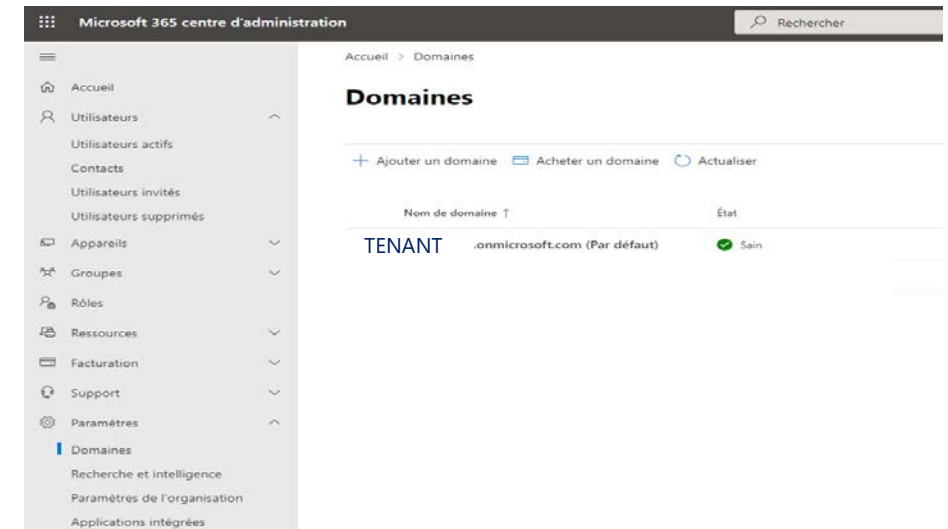 Microsoft 365 centre d'administration
Rechercher
Accueil > Domaines
Accueil
Domaines
Utilisateurs
Utilisateurs actifs
Contacts
Utilisateurs invités
Utilisateurs supprimés
Appareils
Groupes
Rôles
Ressources
Facturation
Support
Paramètres
Domaines
Recherche et intelligence
Paramètres de l'organisation
Applications intégrées
+ Ajouter un domaine Acheter un domaine Actualiser
Nom de domaine ↑ État
TENANT .onmicrosoft.com (Par défaut) Sain